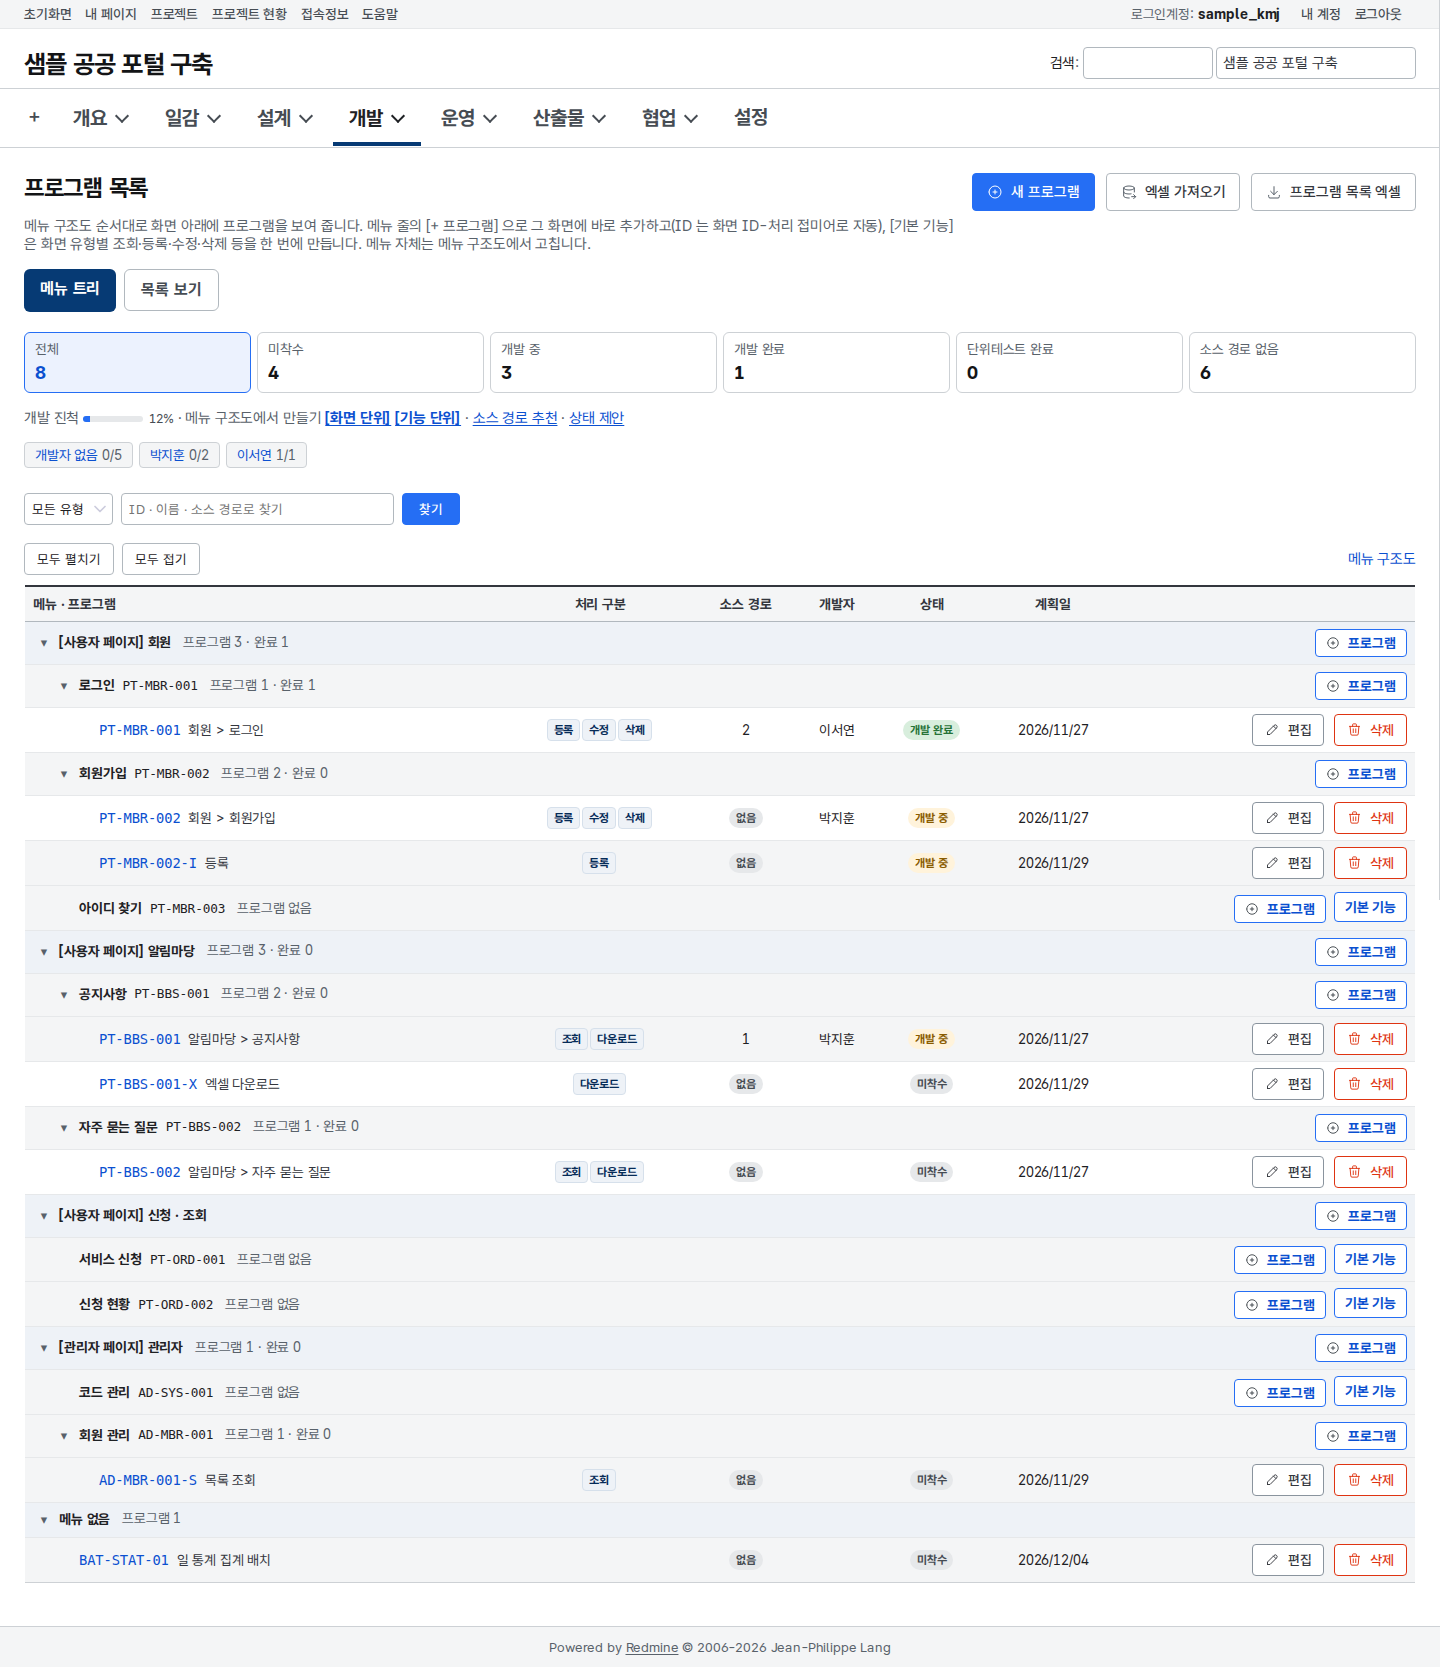 초기화면 내 페이지 프로젝트 프로젝트 현황 접속정보 도움말 로그인계정: sample_kmj 내 계정 로그아웃
샘플 공공 포털 구축 검색: 샘플 공공 포털 구축
+ 개요 일감 설계 개발 운영 산출물 협업 설정
프로그램 목록 새 프로그램 엑셀 가져오기 프로그램 목록 엑셀
메뉴 구조도 순서대로 화면 아래에 프로그램을 보여 줍니다. 메뉴 줄의 [+ 프로그램] 으로 그 화면에 바로 추가하고(ID 는 화면 ID-처리 접미어로 자동), [기본 기능]
은 화면 유형별 조회·등록·수정·삭제 등을 한 번에 만듭니다. 메뉴 자체는 메뉴 구조도에서 고칩니다.
메뉴 트리 목록 보기
전체 미착수 개발 중 개발 완료 단위테스트 완료 소스 경로 없음
8 4 3 1 0 6
개발 진척 12% · 메뉴 구조도에서 만들기 [화면 단위] [기능 단위] · 소스 경로 추천 · 상태 제안
개발자 없음 0/5 박지훈 0/2 이서연 1/1
모든 유형 ID · 이름 · 소스 경로로 찾기 찾기
모두 펼치기 모두 접기 메뉴 구조도
메뉴 · 프로그램 처리 구분 소스 경로 개발자 상태 계획일
▼ [사용자 페이지] 회원 프로그램 3 · 완료 1 프로그램
▼ 로그인 PT-MBR-001 프로그램 1 · 완료 1 프로그램
PT-MBR-001 회원 > 로그인 등록 수정 삭제 2 이서연 개발 완료 2026/11/27 편집 삭제
▼ 회원가입 PT-MBR-002 프로그램 2 · 완료 0 프로그램
PT-MBR-002 회원 > 회원가입 등록 수정 삭제 없음 박지훈 개발 중 2026/11/27 편집 삭제
PT-MBR-002-I 등록 등록 없음 개발 중 2026/11/29 편집 삭제
아이디 찾기 PT-MBR-003 프로그램 없음 프로그램 기본 기능
▼ [사용자 페이지] 알림마당 프로그램 3 · 완료 0 프로그램
▼ 공지사항 PT-BBS-001 프로그램 2 · 완료 0 프로그램
PT-BBS-001 알림마당 > 공지사항 조회 다운로드 1 박지훈 개발 중 2026/11/27 편집 삭제
PT-BBS-001-X 엑셀 다운로드 다운로드 없음 미착수 2026/11/29 편집 삭제
▼ 자주 묻는 질문 PT-BBS-002 프로그램 1 · 완료 0 프로그램
PT-BBS-002 알림마당 > 자주 묻는 질문 조회 다운로드 없음 미착수 2026/11/27 편집 삭제
▼ [사용자 페이지] 신청 · 조회 프로그램
서비스 신청 PT-ORD-001 프로그램 없음 프로그램 기본 기능
신청 현황 PT-ORD-002 프로그램 없음 프로그램 기본 기능
▼ [관리자 페이지] 관리자 프로그램 1 · 완료 0 프로그램
코드 관리 AD-SYS-001 프로그램 없음 프로그램 기본 기능
▼ 회원 관리 AD-MBR-001 프로그램 1 · 완료 0 프로그램
AD-MBR-001-S 목록 조회 조회 없음 미착수 2026/11/29 편집 삭제
▼ 메뉴 없음 프로그램 1
BAT-STAT-01 일 통계 집계 배치 없음 미착수 2026/12/04 편집 삭제
Powered by Redmine © 2006-2026 Jean-Philippe Lang